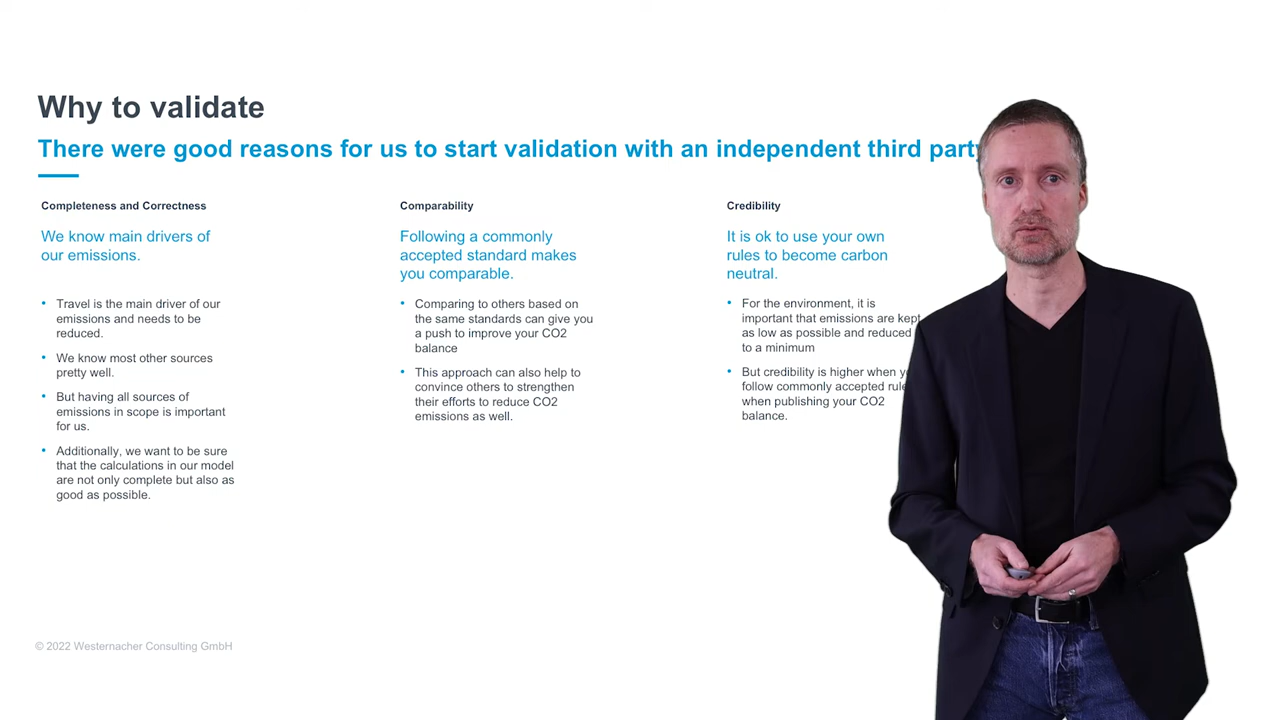 Why to validate
There were good reasons for us to start validation with an independent third party
Completeness and Correctness
We know main drivers of
our emissions.
• Travel is the main driver of our
emissions and needs to be
reduced.
• We know most other sources
pretty well.
• But having all sources of
emissions in scope is important
for us.
• Additionally, we want to be sure
that the calculations in our model
are not only complete but also as
good as possible.
Comparability
Following a commonly
accepted standard makes
you comparable.
• Comparing to others based on
the same standards can give you
a push to improve your CO2
balance
• This approach can also help to
convince others to strengthen
their efforts to reduce CO2
emissions as well.
Credibility
It is ok to use your own
rules to become carbon
neutral.
• For the environment, it is
important that emissions are kept
as low as possible and reduced
to a minimum
• But credibility is higher when
follow commonly accepted
when publishing your CO2
balance.
© 2022 Westernacher Consulting GmbH